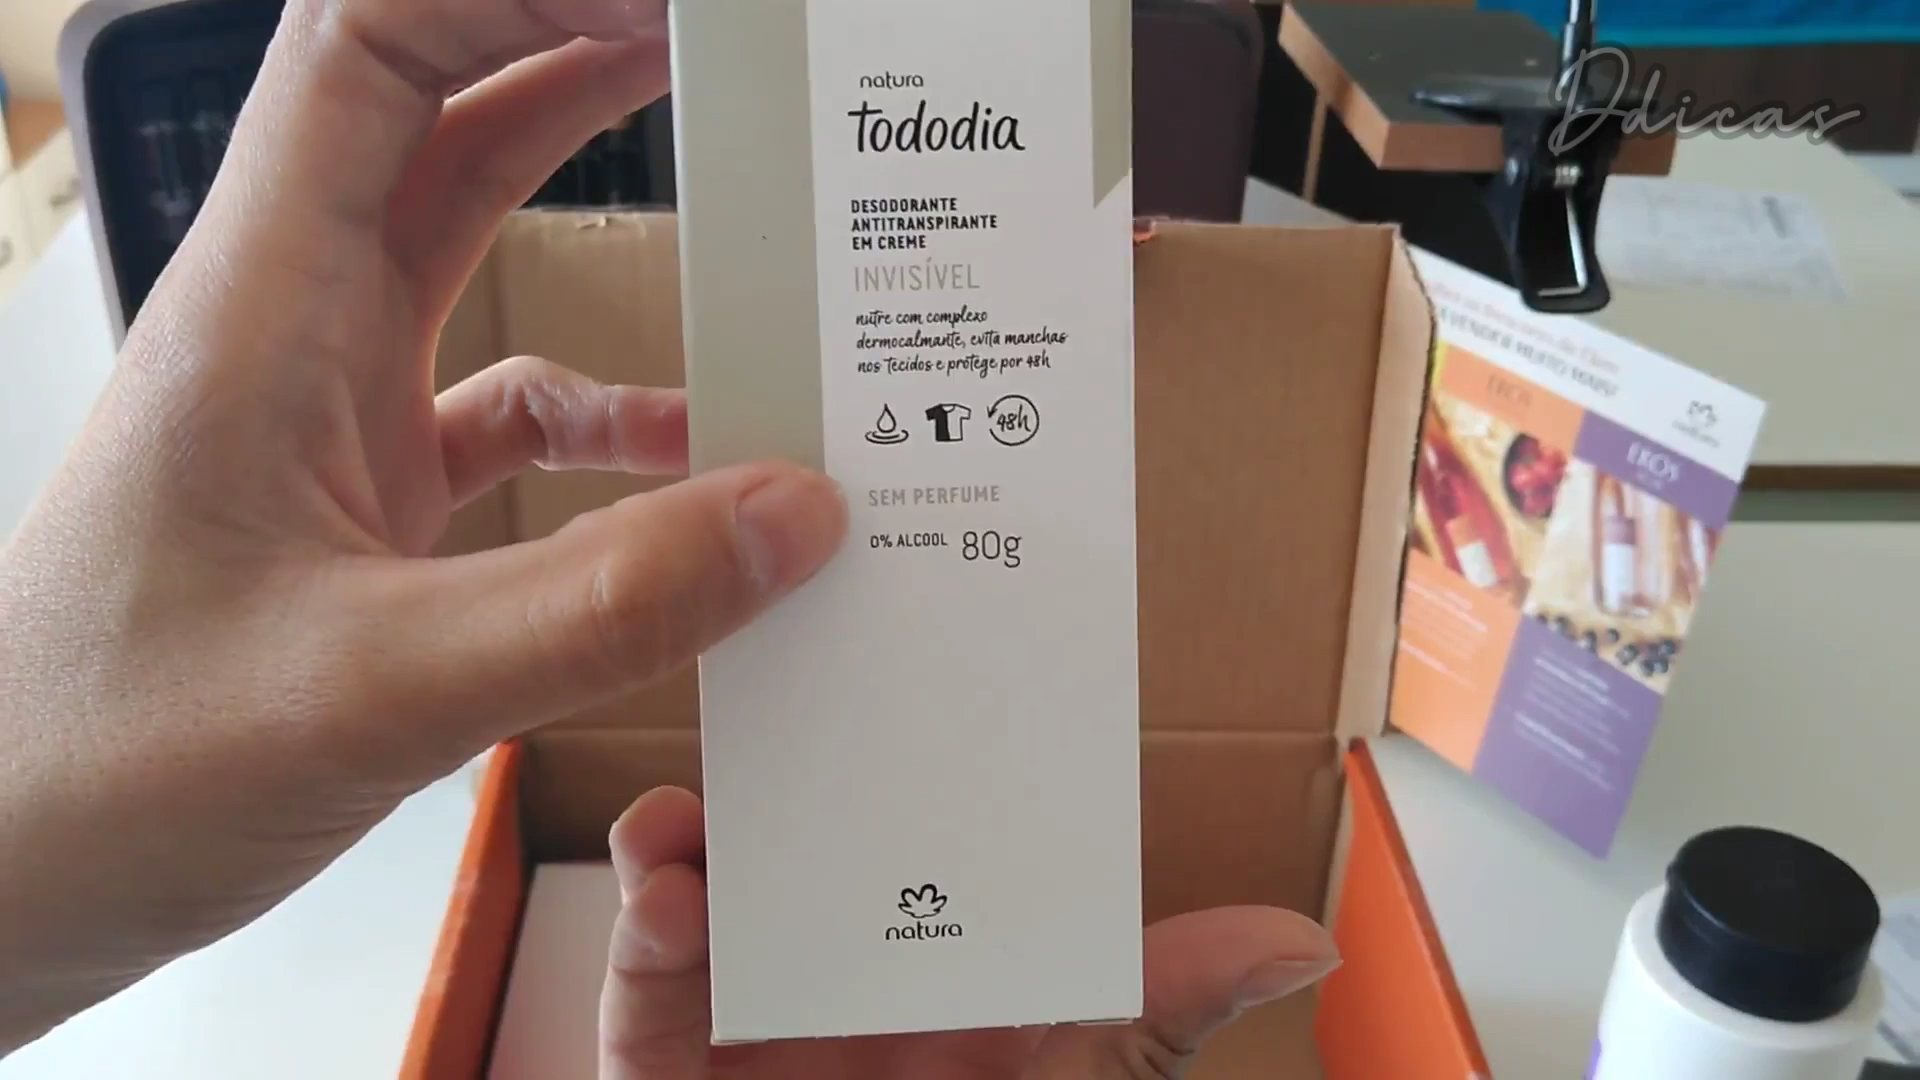 natura
tododia
DESODORANTE
ANTITRANSPIRANTE
EM CREME
INVISÍVEL
nutre com complexo
dermocalmante, evita manchas
nos tecidos e protege por 48h
48h
SEM PERFUME
0% ALCOOL 80g
natura
Ddicas
EKOS
EKOS